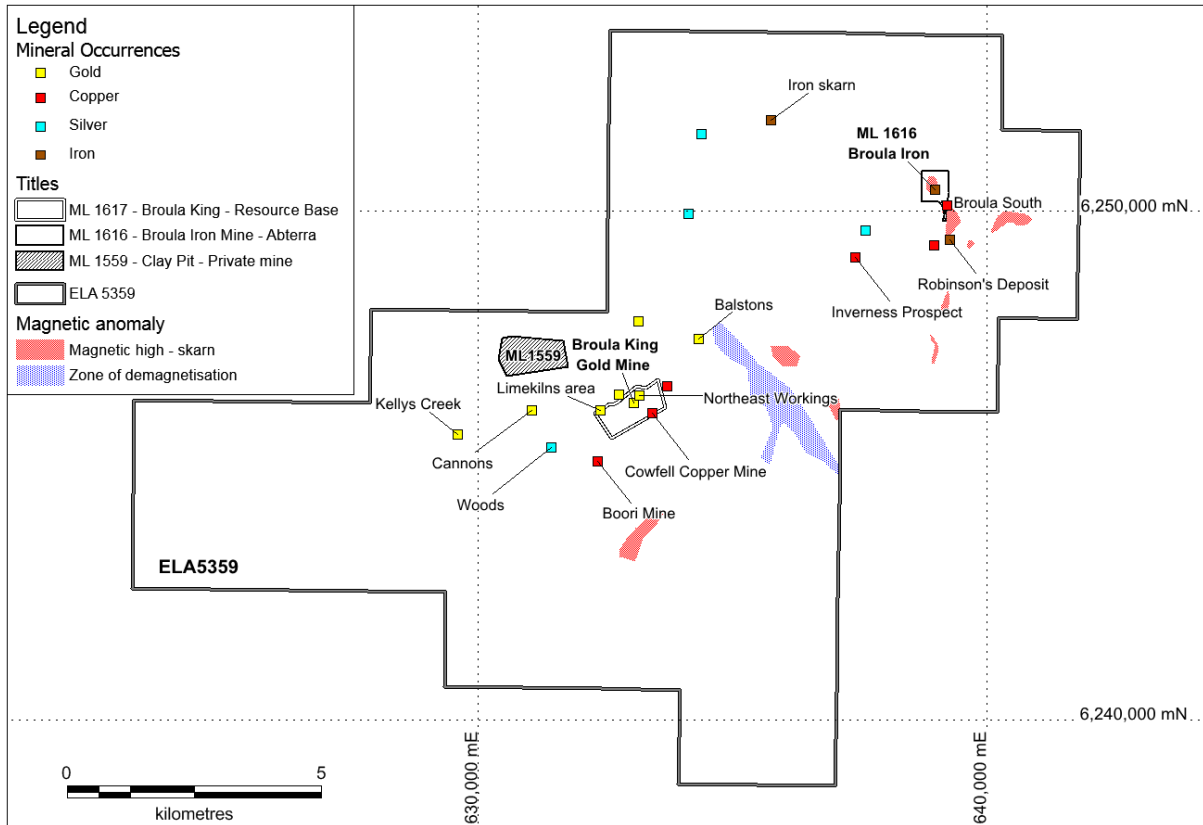 Legend
Mineral Occurrences
Gold
Copper
Silver
Iron
Titles
ML 1617 - Broula King - Resource Base
ML 1616 - Broula Iron Mine - Abterra
ML 1559 - Clay Pit - Private mine
ELA 5359
Magnetic anomaly
Magnetic high - skarn
Zone of demagnetisation
Iron skarn
ML 1616
Broula Iron
Broula South
6,250,000 mN
Robinson's Deposit
Inverness Prospect
Balstons
ML1559
Broula King
Gold Mine
Limekilns area
Northeast Workings
Kellys Creek
Cannons
Cowfell Copper Mine
Woods
Boori Mine
ELA5359
6,240,000 mN
630,000 mE
640,000 mE
0 5
kilometres